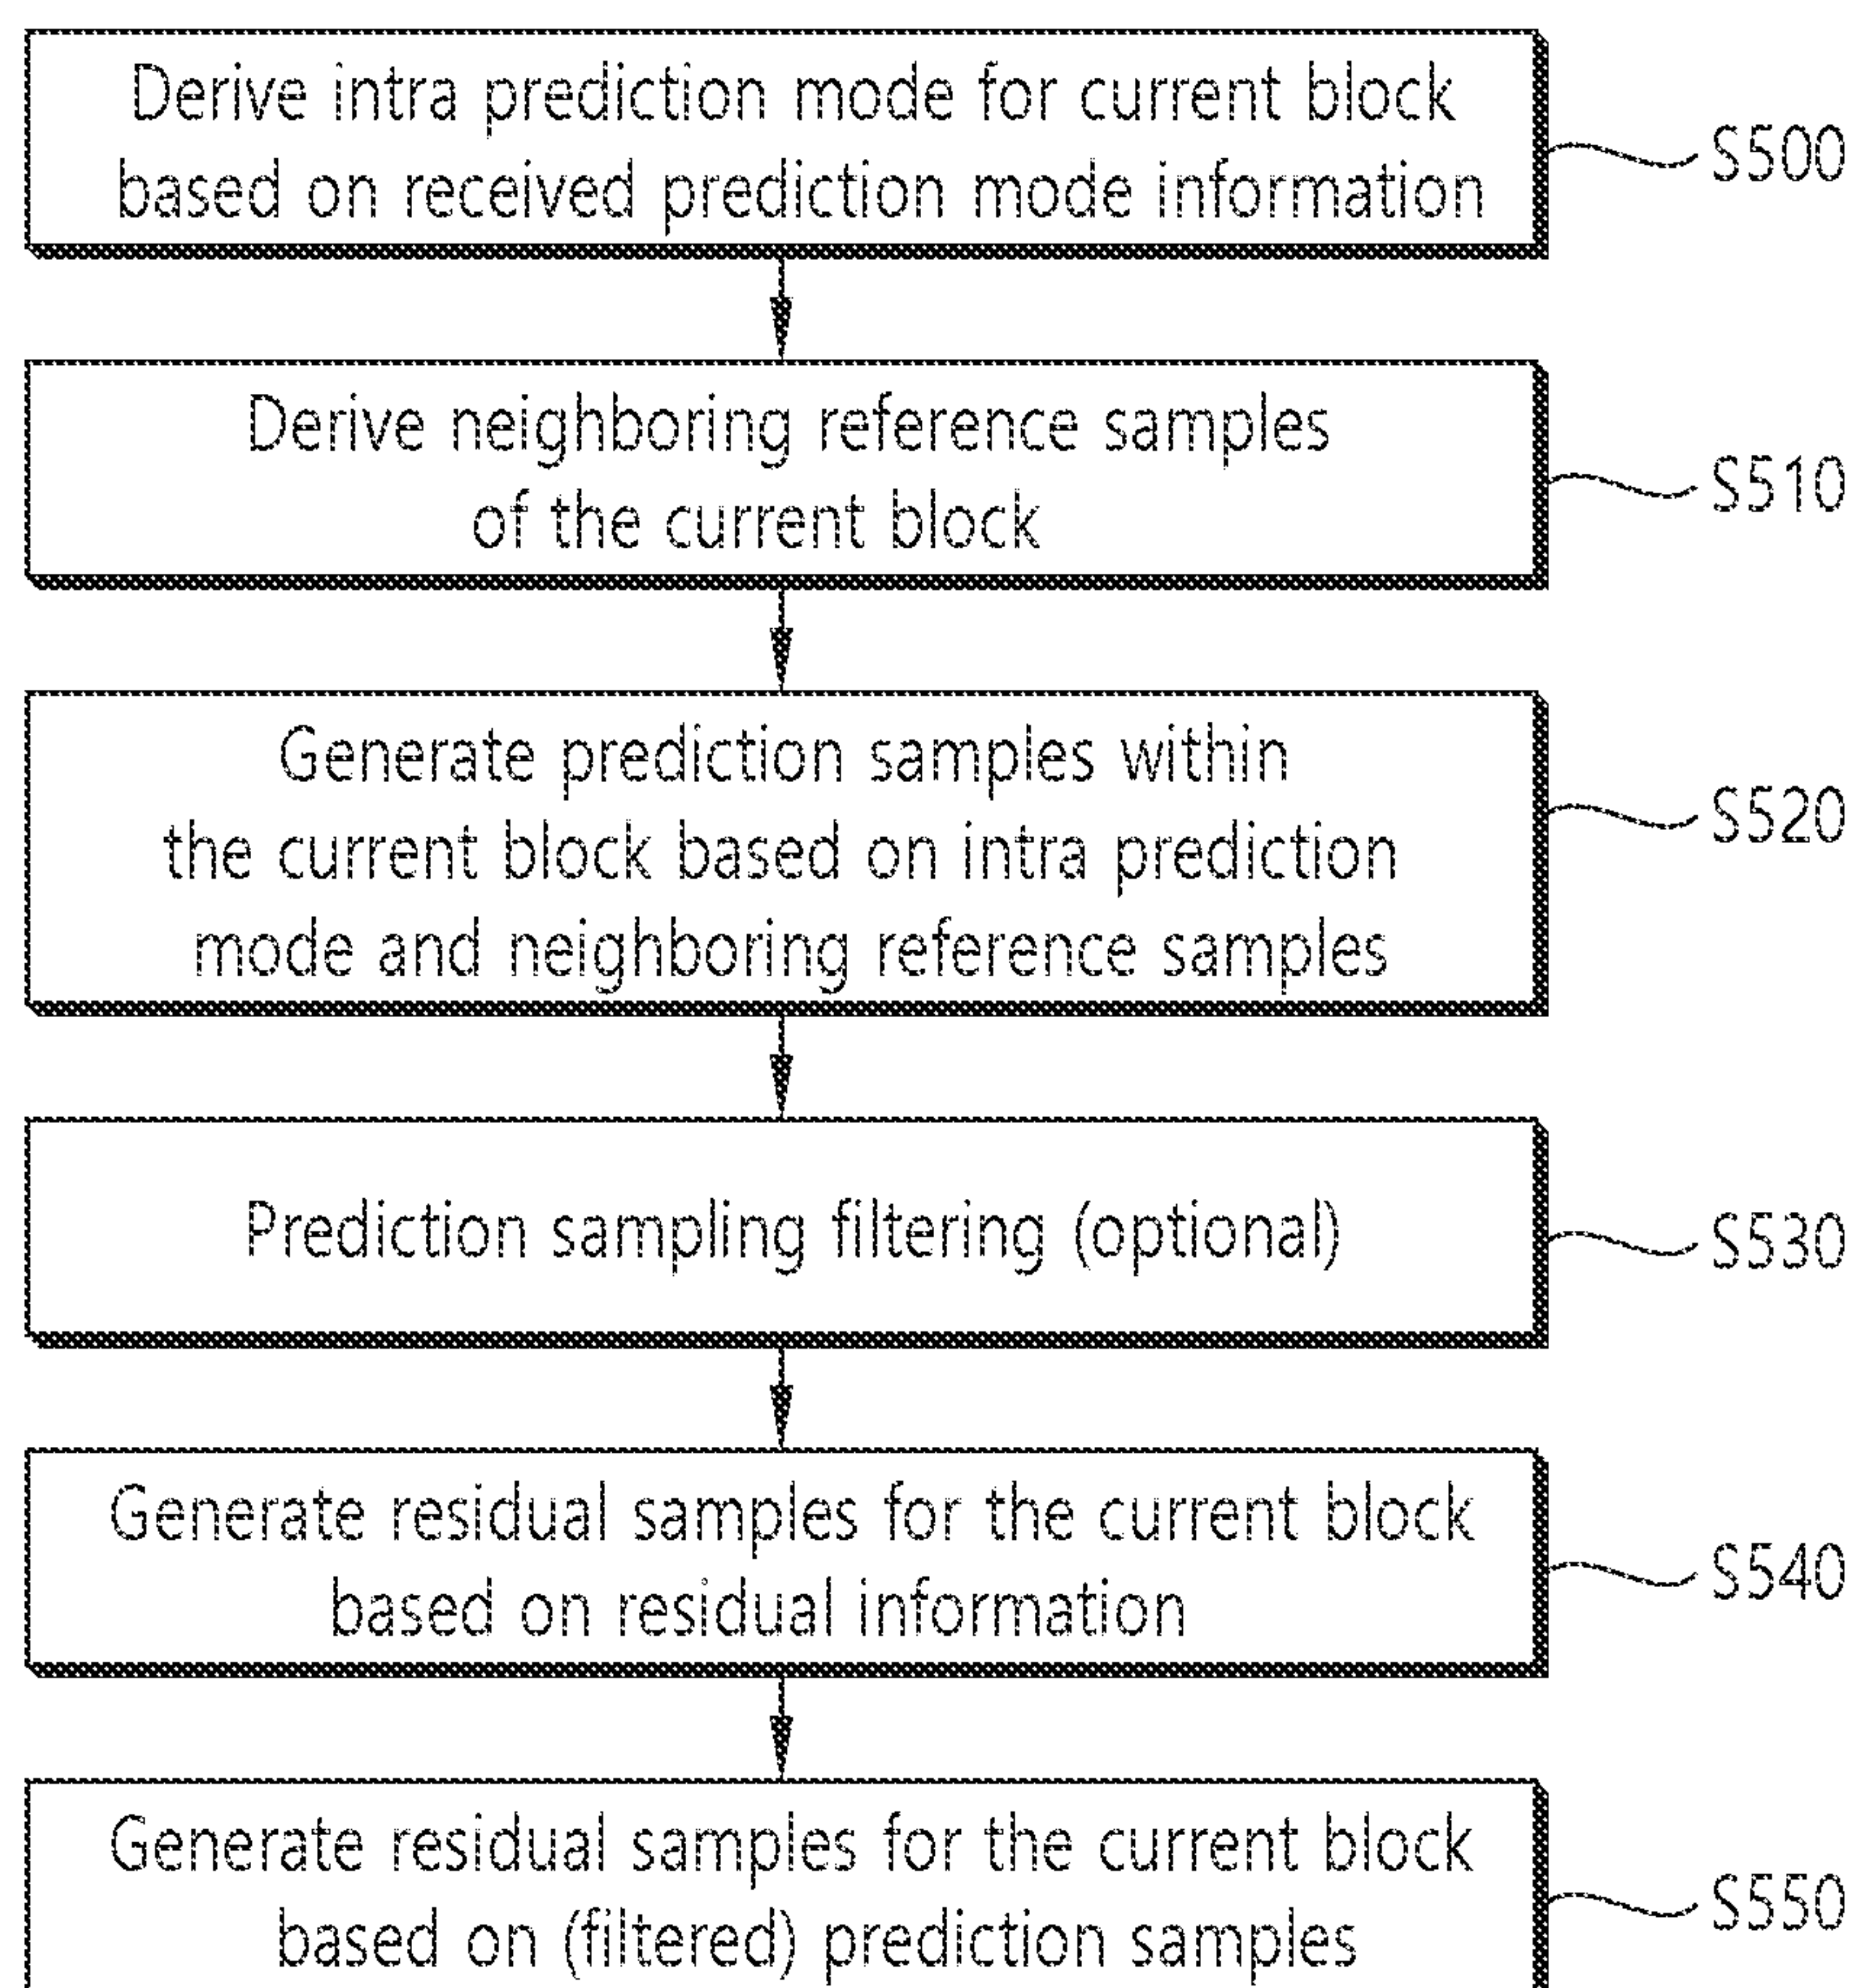 Derive intra prediction mode for current block
based on received prediction mode information
S500
Derive neighboring reference samples
of the current block
S510
Generate prediction samples within
the current block based on intra prediction
mode and neighboring reference samples
S520
Prediction sampling filtering (optional)
S530
Generate residual samples for the current block
based on residual information
S540
Generate residual samples for the current block
based on (filtered) prediction samples
S550